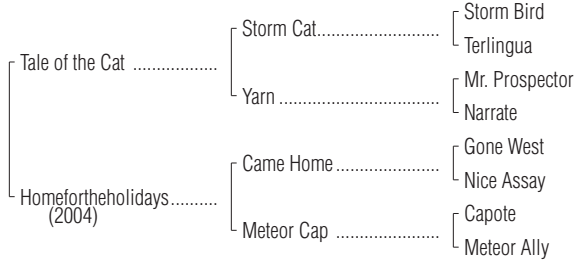 Storm Bird
Storm Cat
Terlingua
Tale of the Cat
Mr. Prospector
Yarn
Narrate
Gone West
Came Home
Nice Assay
Homefortheholidays
(2004)
Capote
Meteor Cap
Meteor Ally